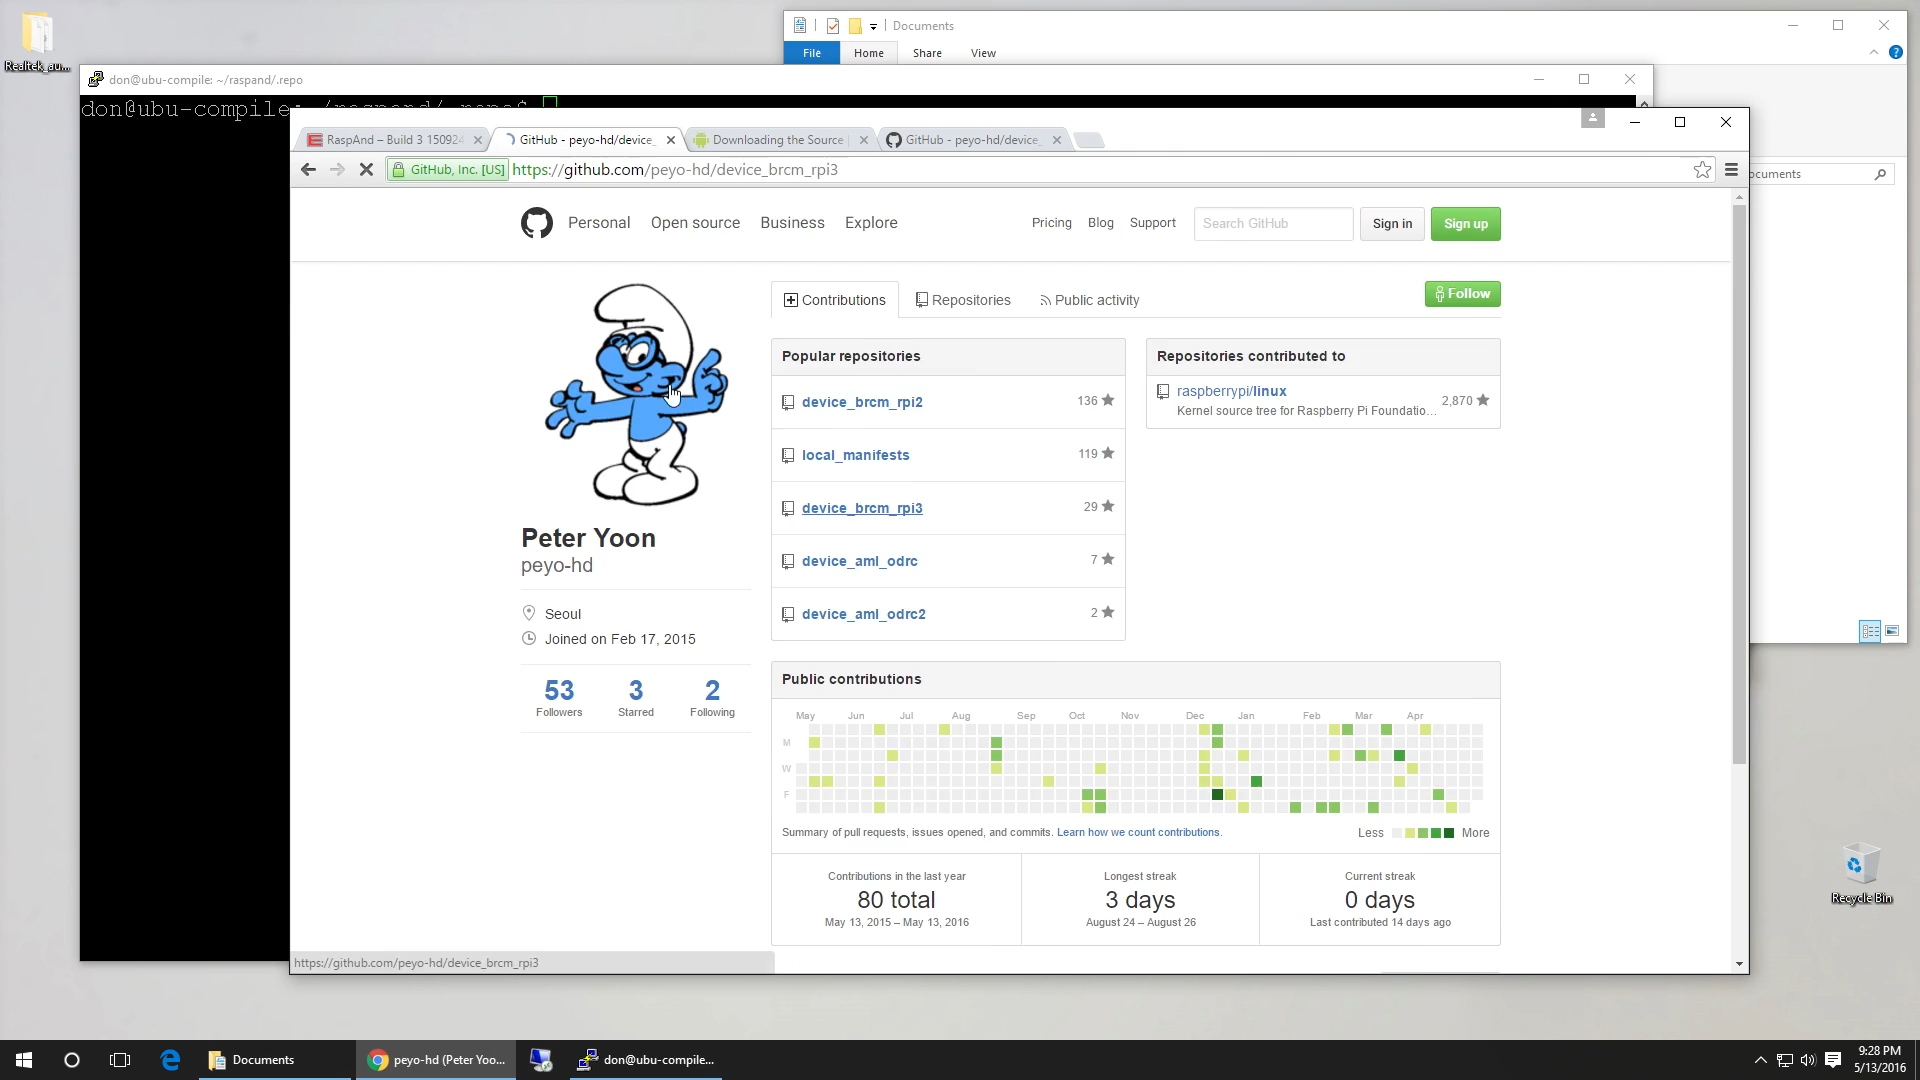 Realtek_au...
Documents
File
Home
Share
View
don@ubu-compile: ~/raspand/.repo
don@ubu-compile:~/raspand/.repo$
RaspAnd – Build 3 15092
GitHub - peyo-hd/device_
Downloading the Source
GitHub - peyo-hd/device_
GitHub, Inc. [US]
https://github.com/peyo-hd/device_brcm_rpi3
ocuments
Personal
Open source
Business
Explore
Pricing
Blog
Support
Search GitHub
Sign in
Sign up
Contributions
Repositories
Public activity
Follow
Popular repositories
device_brcm_rpi2
136
local_manifests
119
device_brcm_rpi3
29
device_aml_odrc
7
device_aml_odrc2
2
Repositories contributed to
raspberrypi/linux
Kernel source tree for Raspberry Pi Foundatio...
2,870
Peter Yoon
peyo-hd
Seoul
Joined on Feb 17, 2015
53
Followers
3
Starred
2
Following
Public contributions
May
Jun
Jul
Aug
Sep
Oct
Nov
Dec
Jan
Feb
Mar
Apr
M
W
F
Summary of pull requests, issues opened, and commits. Learn how we count contributions.
Less
More
Contributions in the last year
80 total
May 13, 2015 – May 13, 2016
Longest streak
3 days
August 24 – August 26
Current streak
0 days
Last contributed 14 days ago
https://github.com/peyo-hd/device_brcm_rpi3
Recycle Bin
Documents
peyo-hd (Peter Yoo...
don@ubu-compile...
9:28 PM
5/13/2016